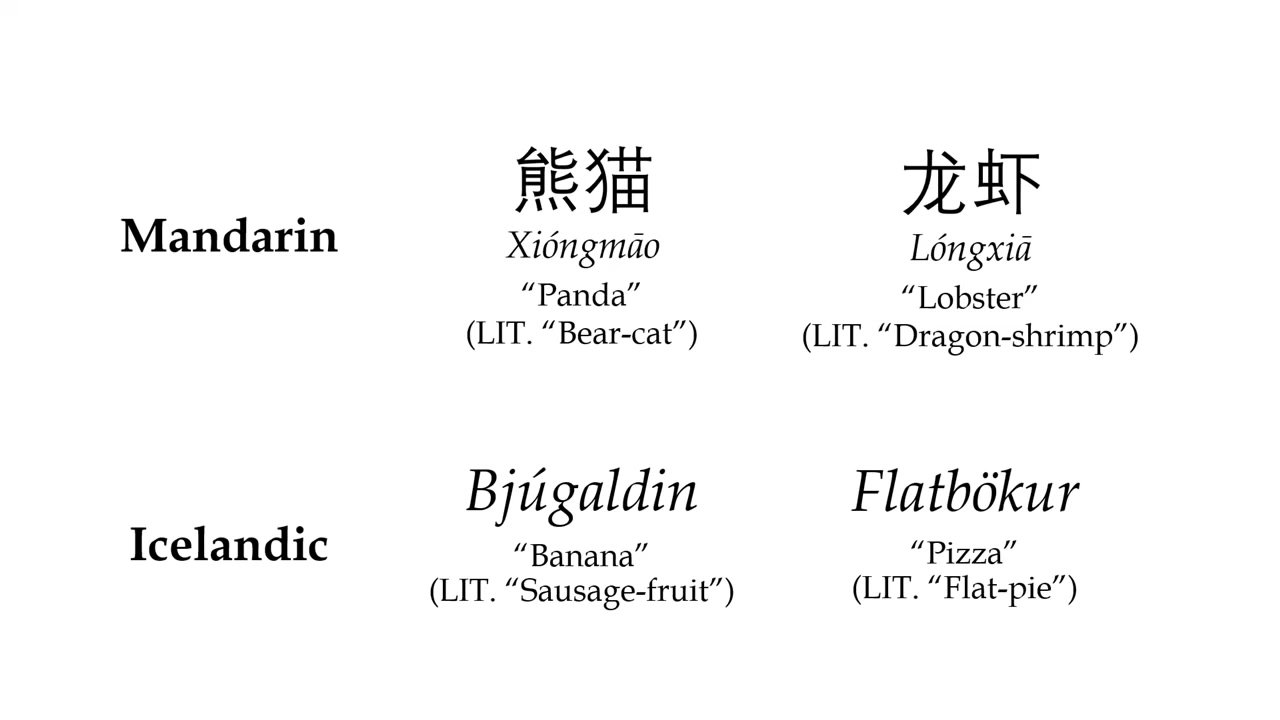 Mandarin
熊猫
Xióngmāo
“Panda”
(LIT. “Bear-cat”)
龙虾
Lóngxiā
“Lobster”
(LIT. “Dragon-shrimp”)
Icelandic
Bjúgaldin
“Banana”
(LIT. “Sausage-fruit”)
Flatbökur
“Pizza”
(LIT. “Flat-pie”)